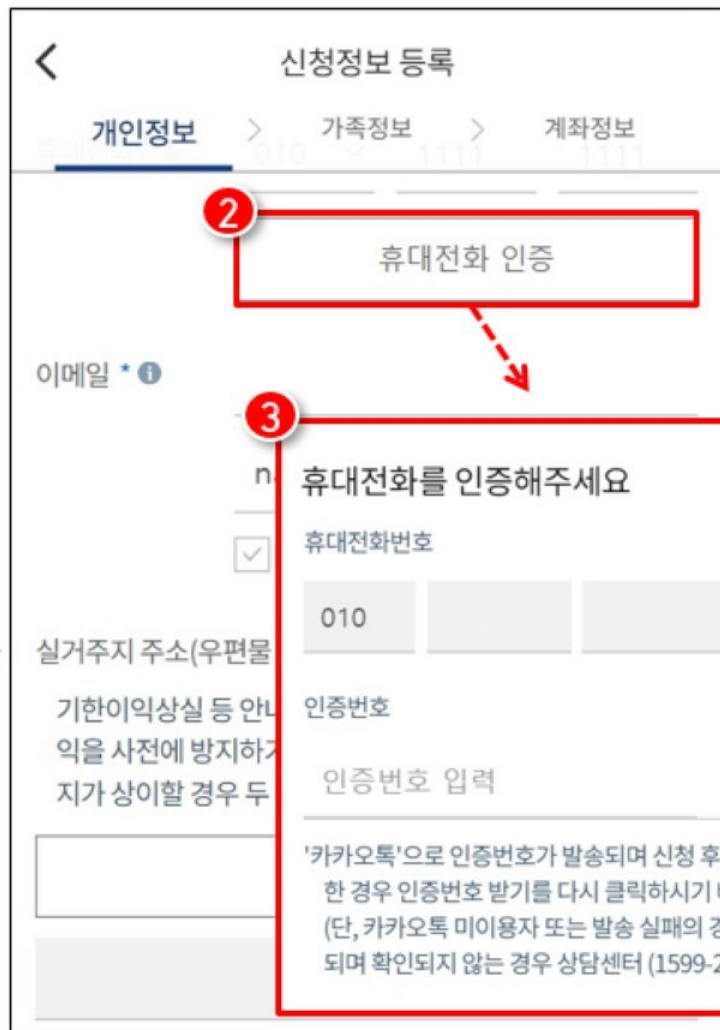 신청정보 등록
개인정보 > 가족정보 > 계좌정보
010 1111 1111
2
휴대전화 인증
이메일 *
3
휴대전화를 인증해주세요
휴대전화번호
010
실거주지 주소(우편물
기한이익상실 등
익을 사전에 방지하
지가 상이할 경우 두
인증번호
인증번호 입력
'카카오톡'으로 인증번호가 발송되며 신청 후
한 경우 인증번호 받기를 다시 클릭하시기
(단, 카카오톡 미이용자 또는 발송 실패의
되며 확인되지 않는 경우 상담센터 (1599-2